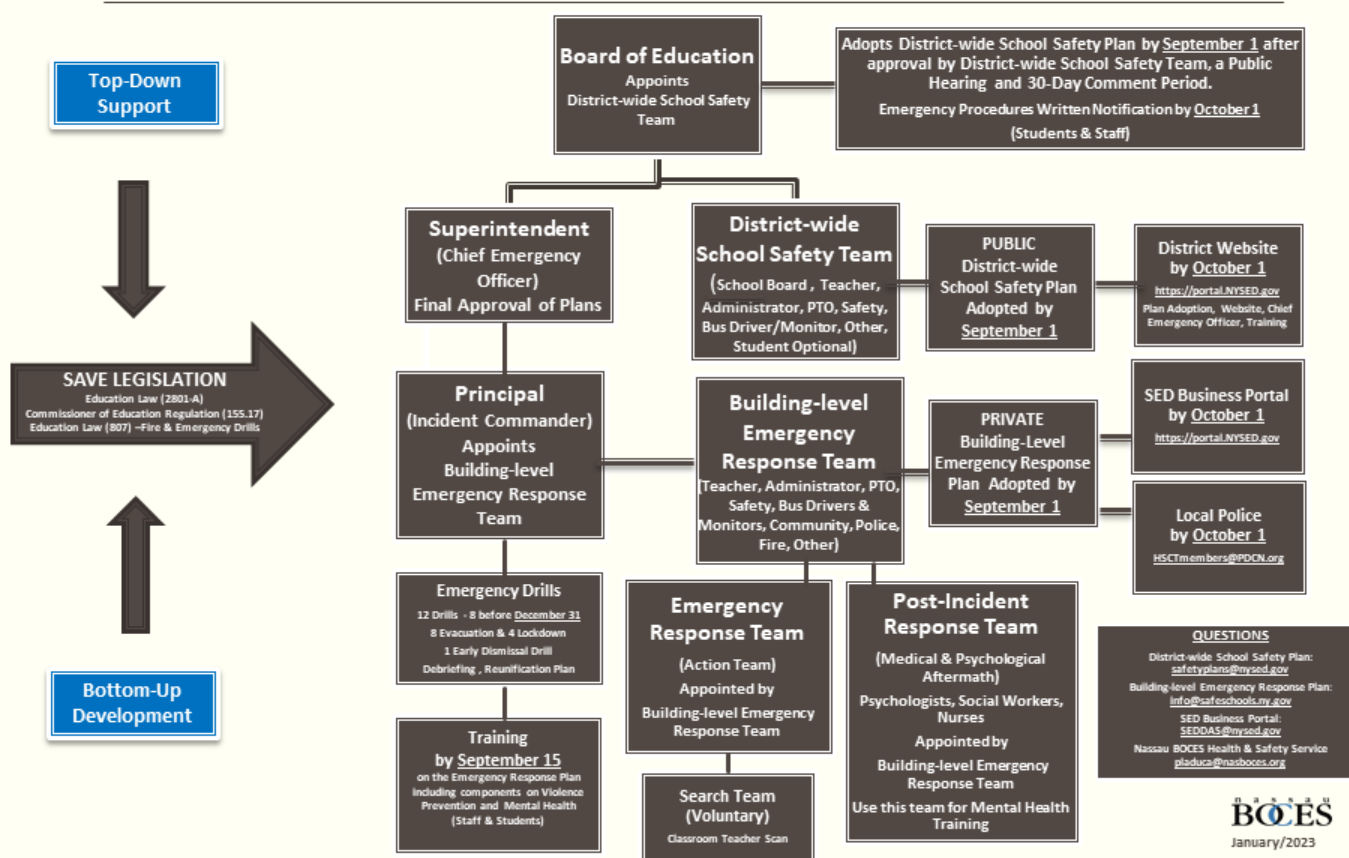 Top-Down
Support
Board of Education
Appoints
District-wide School Safety
Team
Adopts District-wide School Safety Plan by September 1 after
approval by District-wide School Safety Team, a Public
Hearing and 30-Day Comment Period.
Emergency Procedures Written Notification by October 1
(Students & Staff)
Superintendent
(Chief Emergency
Officer)
Final Approval of Plans
District-wide
School Safety Team
(School Board , Teacher,
Administrator, PTO, Safety,
Bus Driver/Monitor, Other,
Student Optional)
PUBLIC
District-wide
School Safety Plan
Adopted by
September 1
District Website
by October 1
https://portal.NYSED.gov
Plan Adoption, Website, Chief
Emergency Officer, Training
SAVE LEGISLATION
Education Law (2801-A)
Commissioner of Education Regulation (155.17)
Education Law (807) –Fire & Emergency Drills
Principal
(Incident Commander)
Appoints
Building-level
Emergency Response
Team
Building-level
Emergency
Response Team
(Teacher, Administrator, PTO,
Safety, Bus Drivers &
Monitors, Community, Police,
Fire, Other)
PRIVATE
Building-Level
Emergency Response
Plan Adopted by
September 1
SED Business Portal
by October 1
https://portal.NYSED.gov
Local Police
by October 1
HSCTmembers@PDCN.org
Bottom-Up
Development
Emergency Drills
12 Drills - 8 before December 31
8 Evacuation & 4 Lockdown
1 Early Dismissal Drill
Debriefing , Reunification Plan
Training
by September 15
on the Emergency Response Plan
including components on Violence
Prevention and Mental Health
(Staff & Students)
Emergency
Response Team
(Action Team)
Appointed by
Building-level Emergency
Response Team
Search Team
(Voluntary)
Classroom Teacher Scan
Post-Incident
Response Team
(Medical & Psychological
Aftermath)
Psychologists, Social Workers,
Nurses
Appointed by
Building-level Emergency
Response Team
Use this team for Mental Health
Training
QUESTIONS
District-wide School Safety Plan:
safetyplans@nysed.gov
Building-level Emergency Response Plan:
info@safeschools.ny.gov
SED Business Portal:
SEDDAS@nysed.gov
Nassau BOCES Health & Safety Service
pladuca@nasboces.org
nassau
BOCES
January/2023